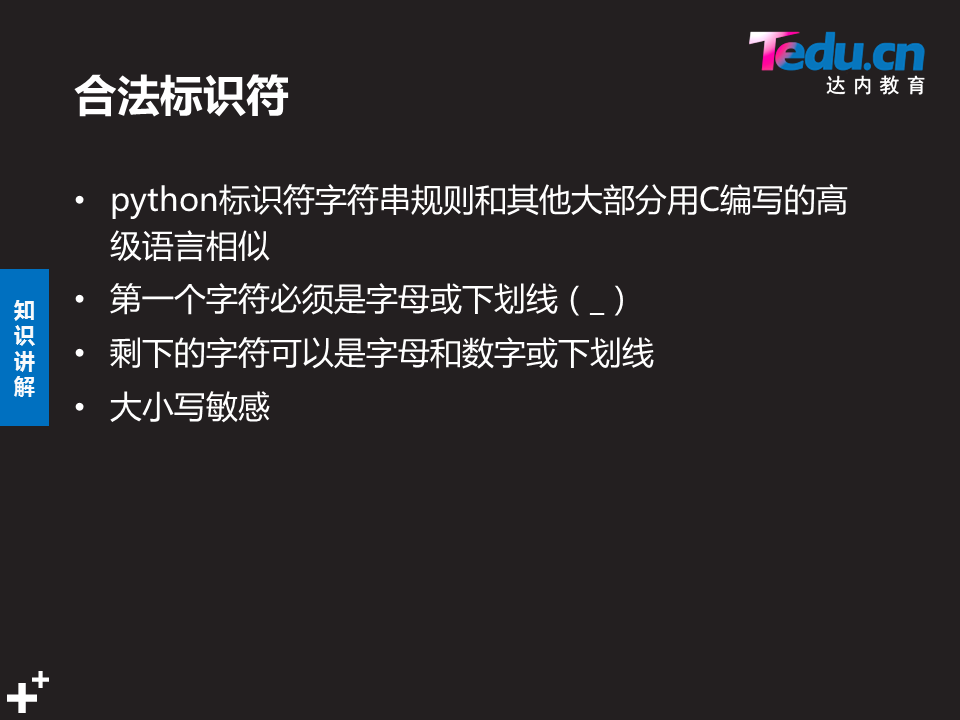 Tedu.cn
达内教育
合法标识符
• python标识符字符串规则和其他大部分用C编写的高
级语言相似
• 第一个字符必须是字母或下划线（_）
• 剩下的字符可以是字母和数字或下划线
• 大小写敏感
知识讲解